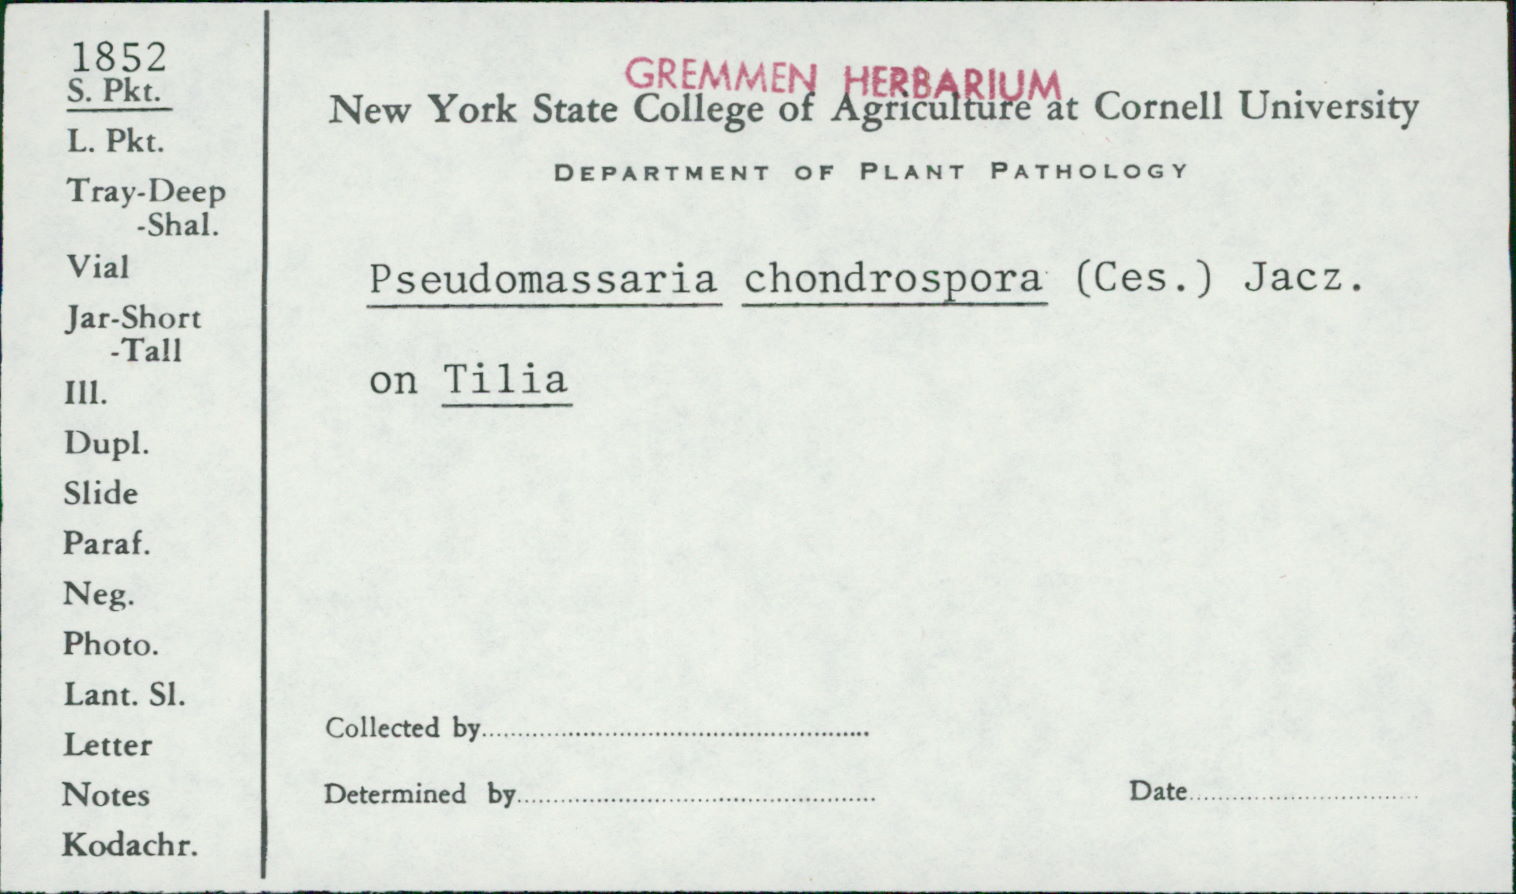 1852
S. Pkt.
L. Pkt.
Tray-Deep
-Shal.
Vial
Jar-Short
-Tall
Ill.
Dupl.
Slide
Paraf.
Neg.
Photo.
Lant. Sl.
Letter
Notes
Kodachr.
GREMMEN HERBARIUM
New York State College of Agriculture at Cornell University
DEPARTMENT OF PLANT PATHOLOGY
Pseudomassaria chondrospora (Ces.) Jacz.
on Tilia
Collected by
Determined by
Date